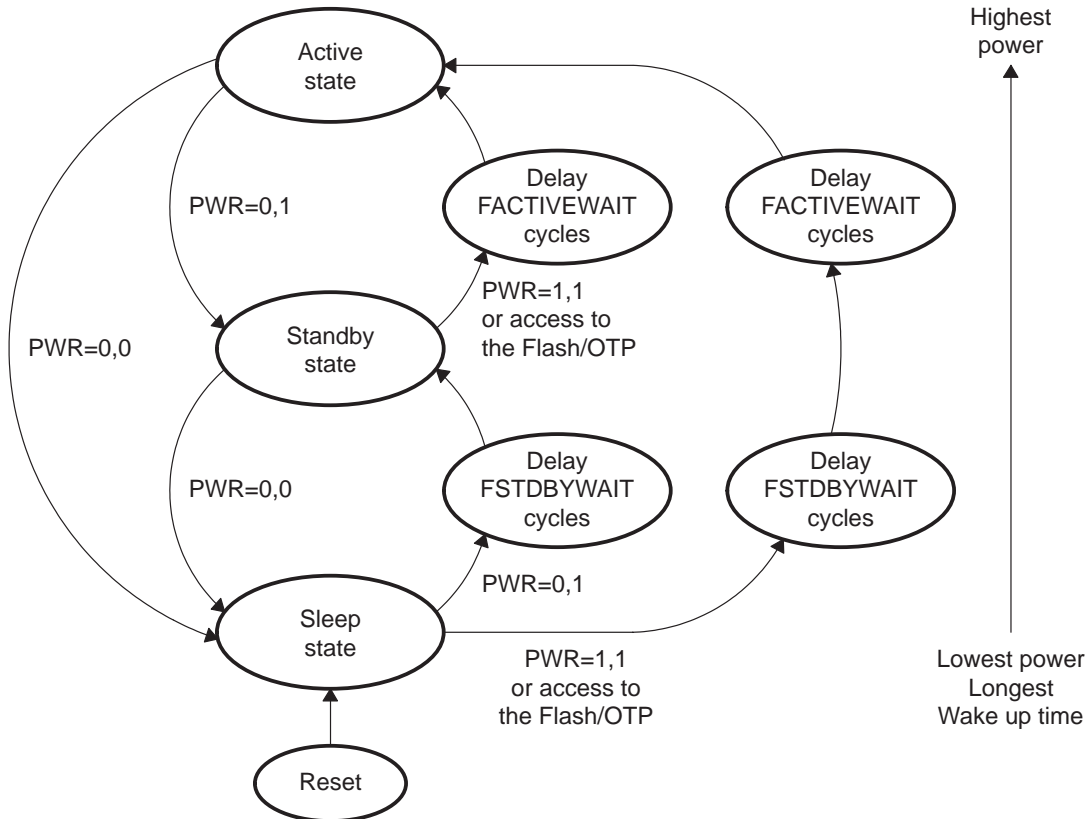 Highest
power
Active
state
Delay
FACTIVEWAIT
cycles
Delay
FACTIVEWAIT
cycles
PWR=0,1
PWR=1,1
or access to
the Flash/OTP
Standby
state
PWR=0,0
Delay
FSTDBYWAIT
cycles
Delay
FSTDBYWAIT
cycles
PWR=0,0
PWR=0,1
Sleep
state
PWR=1,1
or access to
the Flash/OTP
Lowest power
Longest
Wake up time
Reset